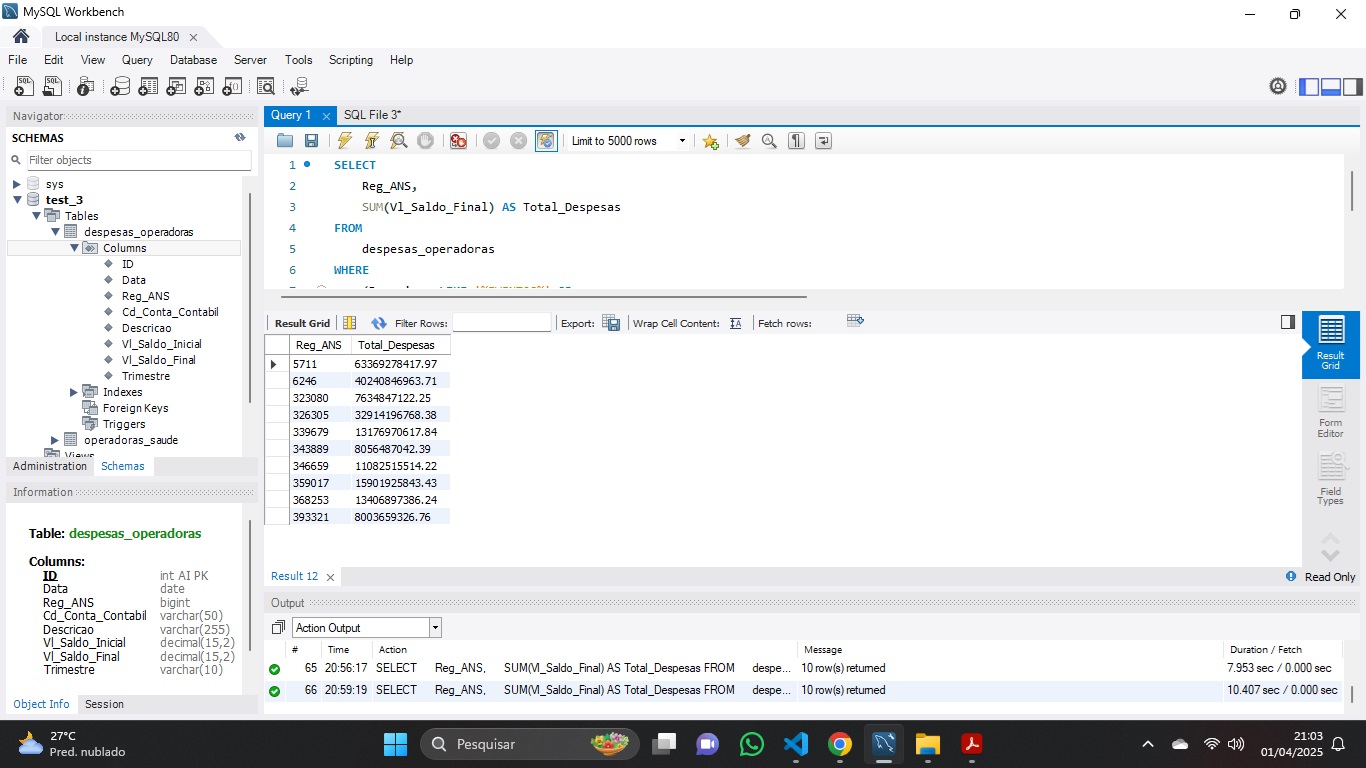 MySQL Workbench
Local instance MySQL80
File Edit View Query Database Server Tools Scripting Help
Navigator
SCHEMAS
Filter objects
sys
test_3
Tables
despesas_operadoras
Columns
ID
Data
Reg_ANS
Cd_Conta_Contabil
Descricao
Vl_Saldo_Inicial
Vl_Saldo_Final
Trimestre
Indexes
Foreign Keys
Triggers
operadoras_saude
Views
Administration Schemas
Information
Table: despesas_operadoras
Columns:
ID int AI PK
Data date
Reg_ANS bigint
Cd_Conta_Contabil varchar(50)
Descricao varchar(255)
Vl_Saldo_Inicial decimal(15,2)
Vl_Saldo_Final decimal(15,2)
Trimestre varchar(10)
Object Info Session
Query 1 SQL File 3*
Limit to 5000 rows
1 SELECT
2 Reg_ANS,
3 SUM(Vl_Saldo_Final) AS Total_Despesas
4 FROM
5 despesas_operadoras
6 WHERE
Result Grid Filter Rows: Export: Wrap Cell Content: Fetch rows:
Reg_ANS Total_Despesas
5711 63369278417.97
6246 40240846963.71
323080 7634847122.25
326305 32914196768.38
339679 13176970617.84
343889 8056487042.39
346659 11082515514.22
359017 15901925843.43
368253 13406897386.24
393321 8003659326.76
Result Grid
Form Editor
Field Types
Result 12
Read Only
Output
Action Output
# Time Action Message Duration / Fetch
65 20:56:17 SELECT Reg_ANS, SUM(Vl_Saldo_Final) AS Total_Despesas FROM despe... 10 row(s) returned 7.953 sec / 0.000 sec
66 20:59:19 SELECT Reg_ANS, SUM(Vl_Saldo_Final) AS Total_Despesas FROM despe... 10 row(s) returned 10.407 sec / 0.000 sec
27°C
Pred. nublado
Pesquisar
21:03
01/04/2025